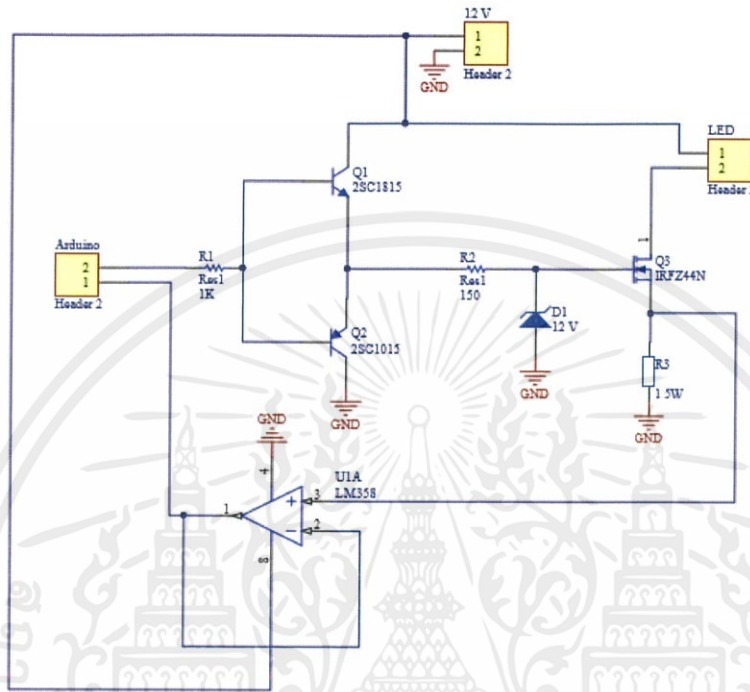 12 V
1
2
Header 2
GND
LED
1
2
Header
Q1
2SC1815
Arduino
2
1
Header 2
R1
Res1
1K
R2
Res1
150
1
Q3
IRFZ44N
Q2
2SC1015
D1
12 V
GND
R3
1 5W
GND
GND
GND
4
U1A
LM358
1
3
2
8